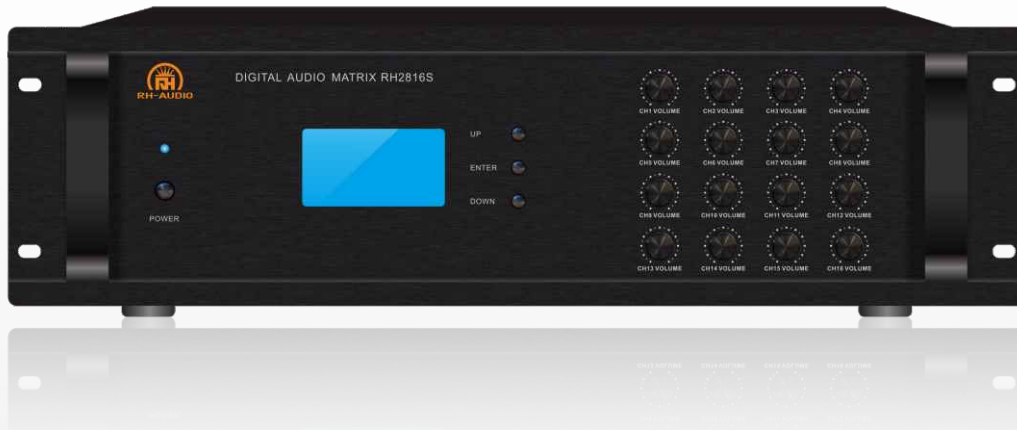 RH
RH-AUDIO
DIGITAL AUDIO MATRIX RH2816S
UP
ENTER
DOWN
POWER
CH1 VOLUME
CH2 VOLUME
CH3 VOLUME
CH4 VOLUME
CH5 VOLUME
CH6 VOLUME
CH7 VOLUME
CH8 VOLUME
CH9 VOLUME
CH10 VOLUME
CH11 VOLUME
CH12 VOLUME
CH13 VOLUME
CH14 VOLUME
CH15 VOLUME
CH16 VOLUME